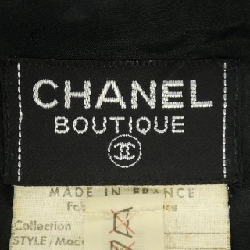 CHANEL
BOUTIQUE
MADE IN FRANCE
Collection
STYLE/Mod